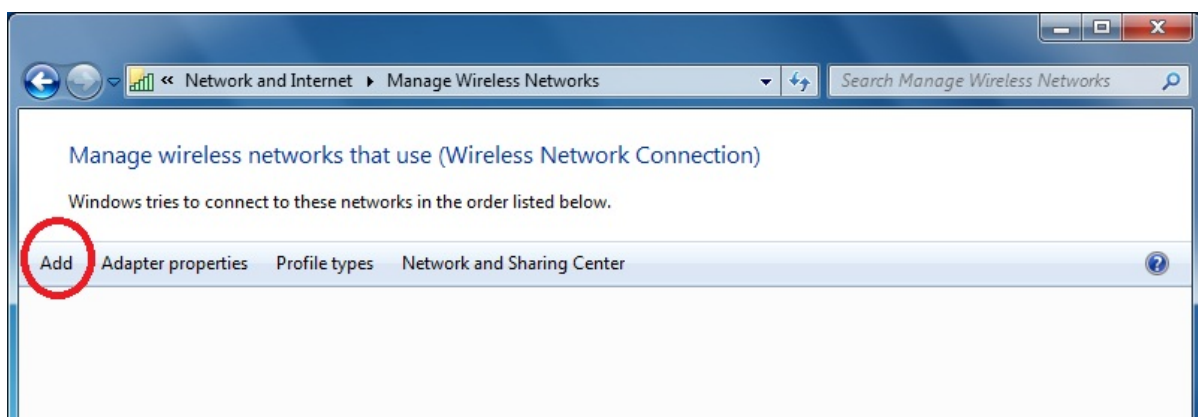 « Network and Internet ▸ Manage Wireless Networks
Search Manage Wireless Networks
Manage wireless networks that use (Wireless Network Connection)
Windows tries to connect to these networks in the order listed below.
Add Adapter properties Profile types Network and Sharing Center